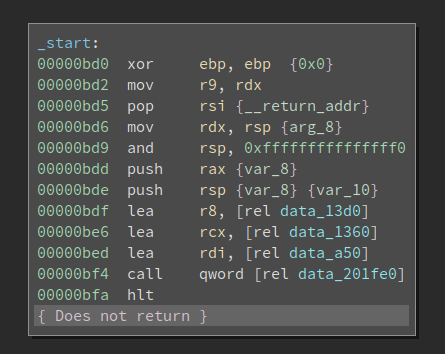 _start:
00000bd0 xor ebp, ebp {0x0}
00000bd2 mov r9, rdx
00000bd5 pop rsi {__return_addr}
00000bd6 mov rdx, rsp {arg_8}
00000bd9 and rsp, 0xfffffffffffffff0
00000bdd push rax {var_8}
00000bde push rsp {var_8} {var_10}
00000bdf lea r8, [rel data_13d0]
00000be6 lea rcx, [rel data_1360]
00000bed lea rdi, [rel data_a50]
00000bf4 call qword [rel data_201fe0]
00000bfa hlt
{ Does not return }